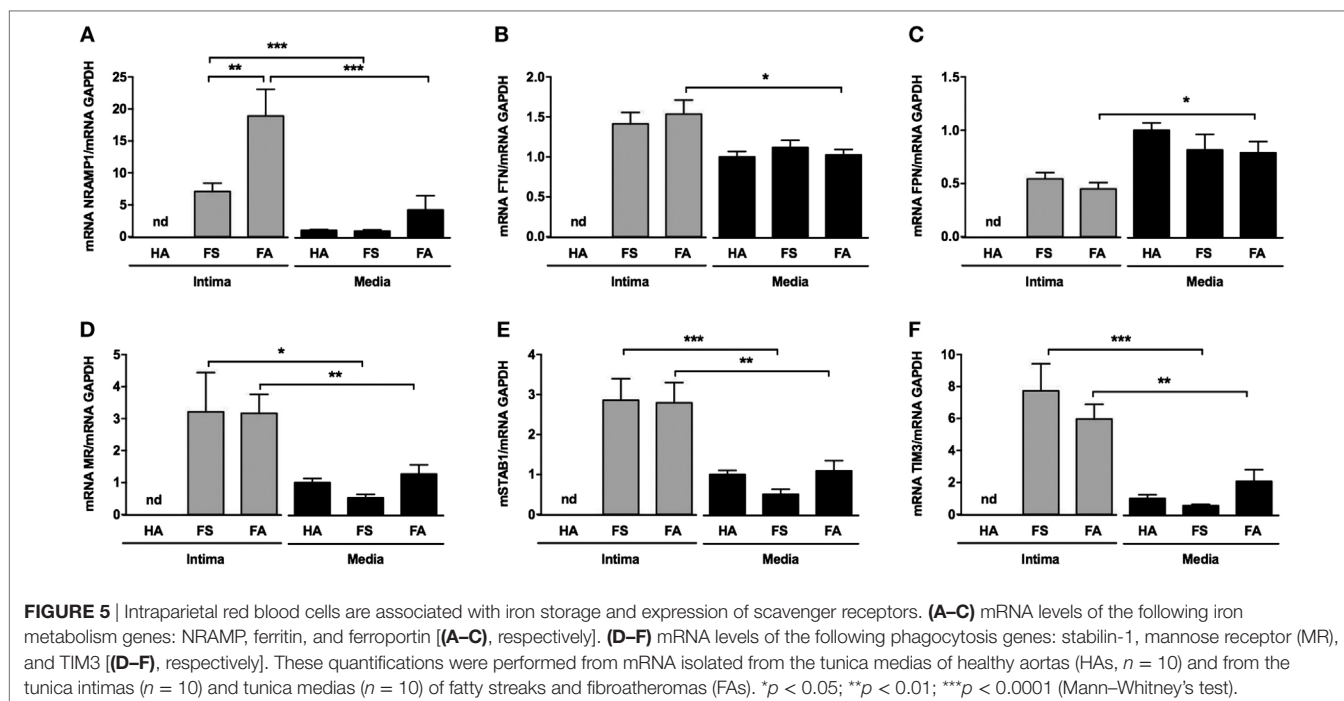 A
mRNA NRAMP1/mRNA GAPDH
25
20
15
10
5
0
***
**
***
nd
HA FS FA HA FS FA
Intima Media
B
mRNA FTN/mRNA GAPDH
2.0
1.5
1.0
0.5
0.0
*
nd
HA FS FA HA FS FA
Intima Media
C
mRNA FPN/mRNA GAPDH
1.5
1.0
0.5
0.0
*
nd
HA FS FA HA FS FA
Intima Media
D
mRNA MR/mRNA GAPDH
5
4
3
2
1
0
*
**
nd
HA FS FA HA FS FA
Intima Media
E
mSTAB1/mRNA GAPDH
4
3
2
1
0
***
**
nd
HA FS FA HA FS FA
Intima Media
F
mRNA TIM3/mRNA GAPDH
10
8
6
4
2
0
***
**
nd
HA FS FA HA FS FA
Intima Media
FIGURE 5 | Intraparietal red blood cells are associated with iron storage and expression of scavenger receptors. (A–C) mRNA levels of the following iron
metabolism genes: NRAMP, ferritin, and ferroportin [(A–C), respectively]. (D–F) mRNA levels of the following phagocytosis genes: stabilin-1, mannose receptor (MR),
and TIM3 [(D–F), respectively]. These quantifications were performed from mRNA isolated from the tunica medias of healthy aortas (HAs, n = 10) and from the
tunica intimas (n = 10) and tunica medias (n = 10) of fatty streaks and fibroatheromas (FAs). *p < 0.05; **p < 0.01; ***p < 0.0001 (Mann–Whitney's test).